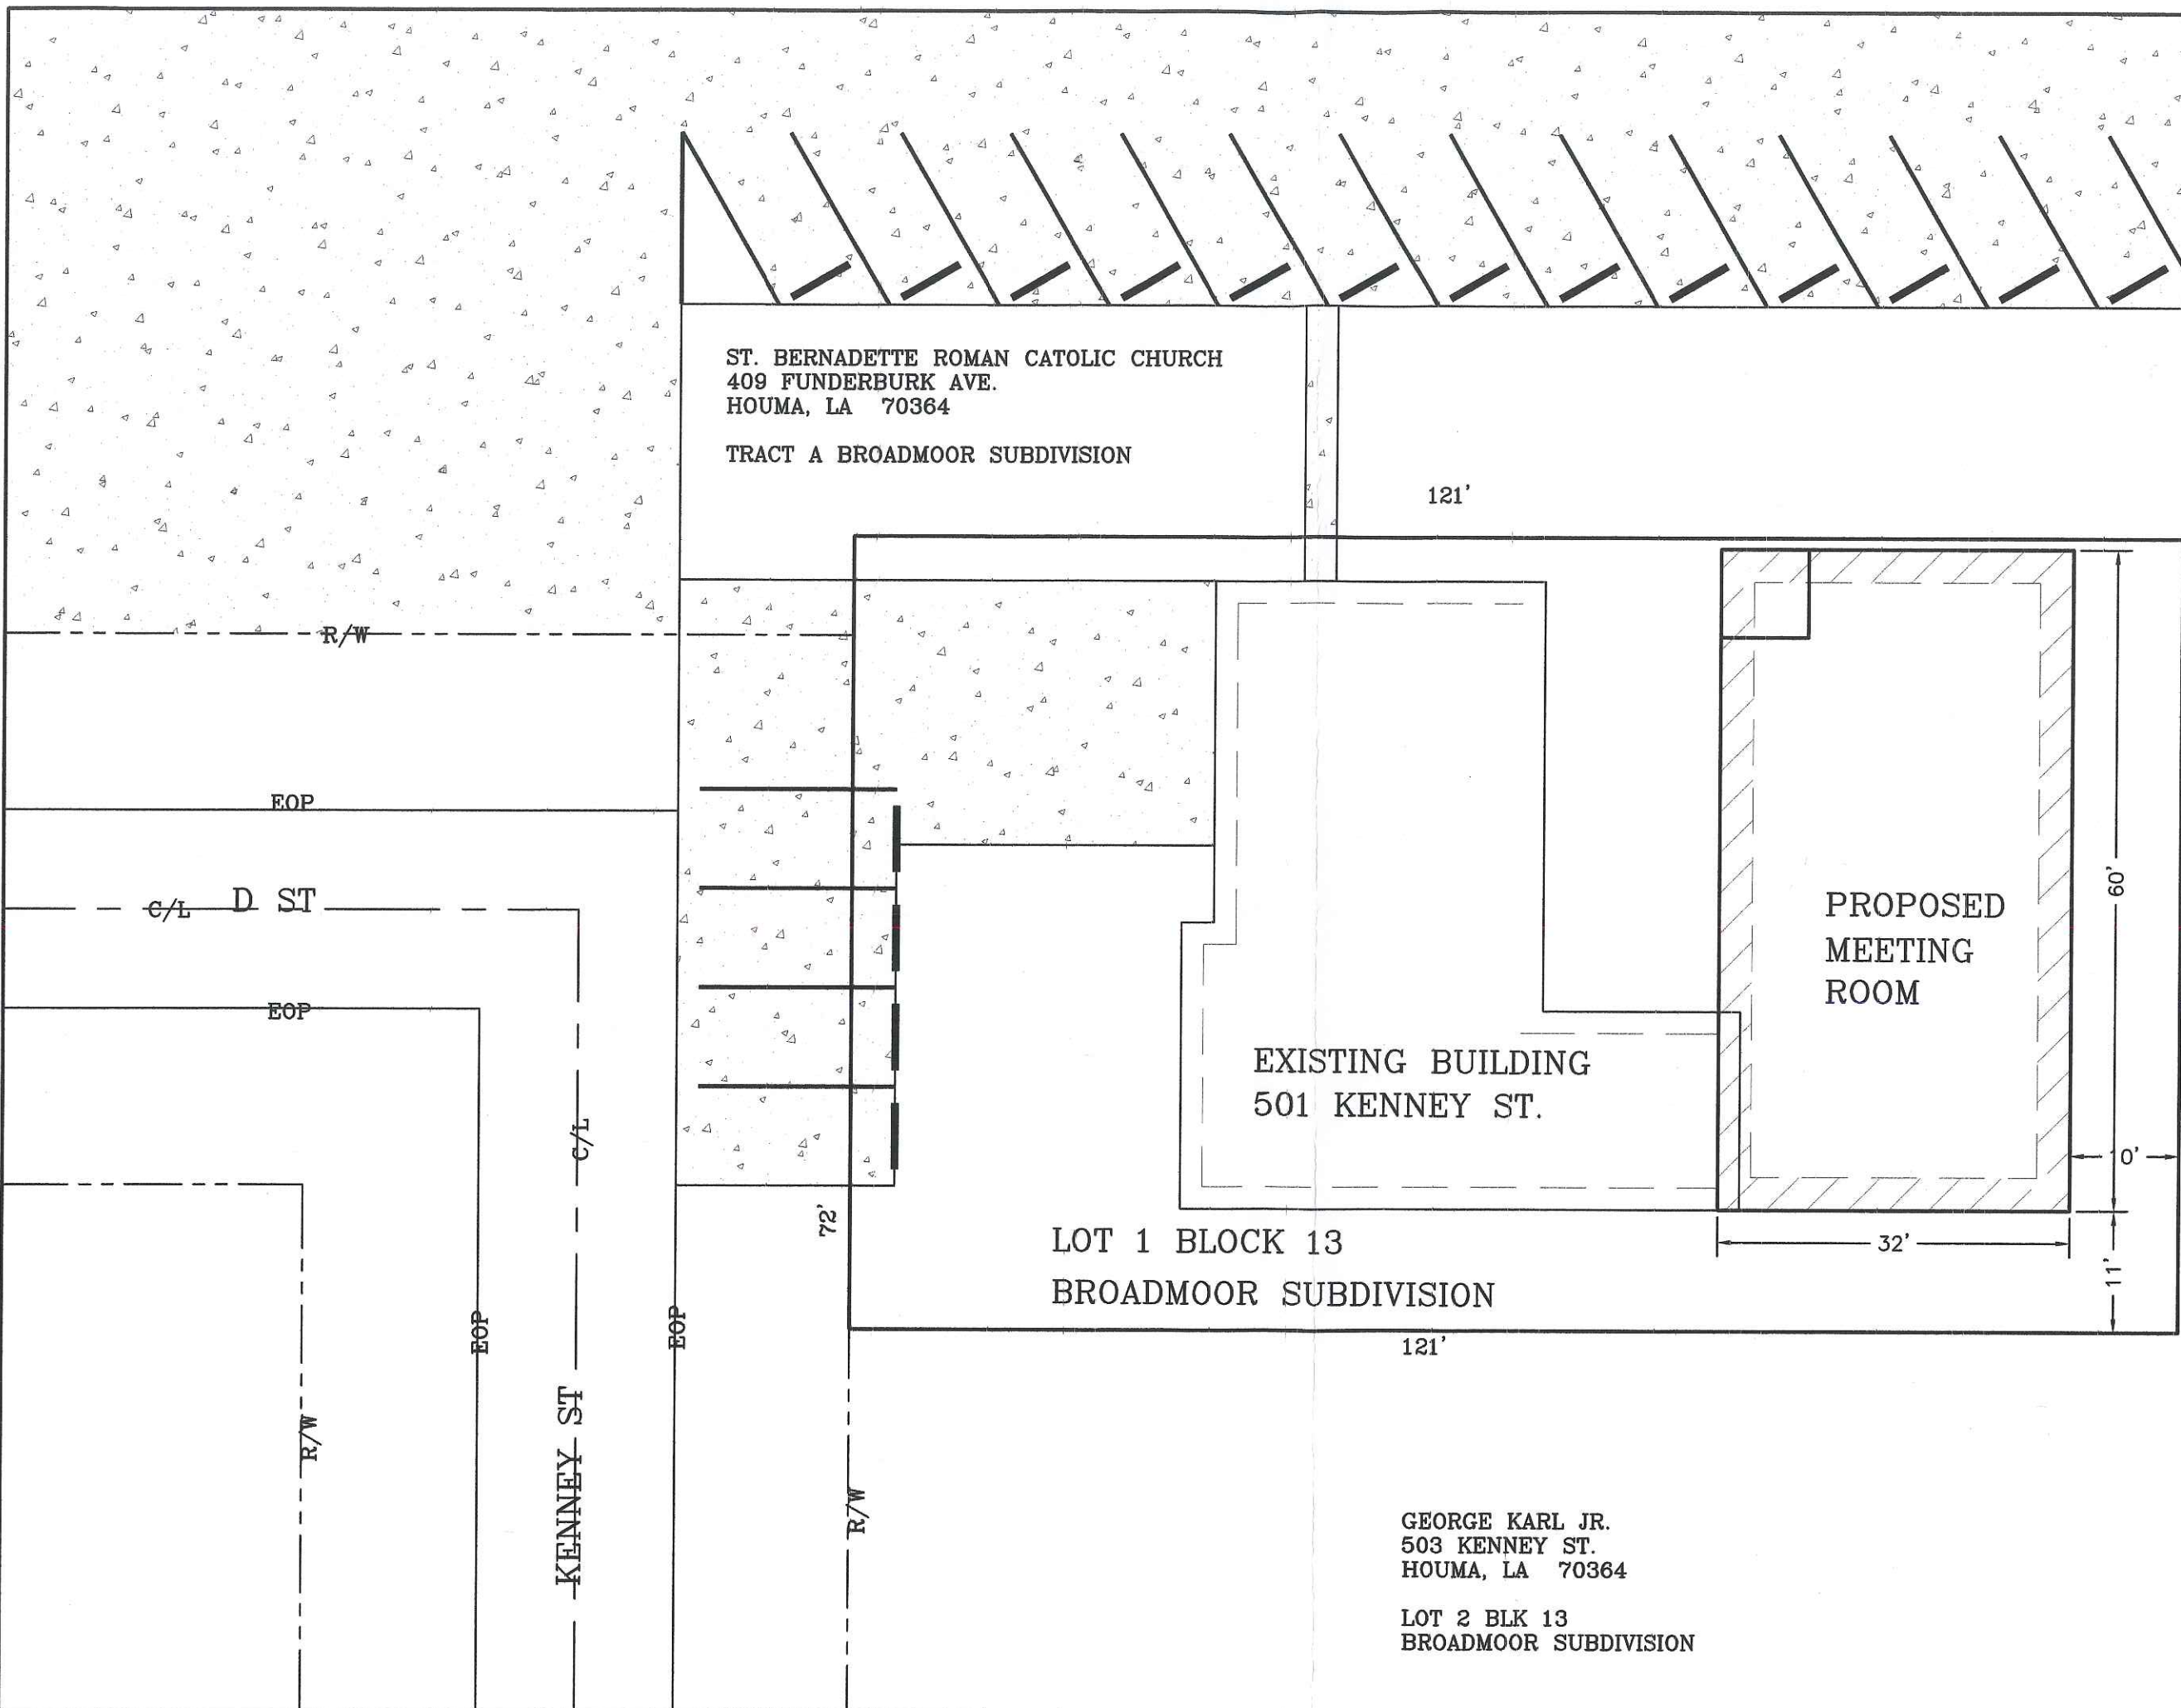 ST. BERNADETTE ROMAN CATOLIC CHURCH
409 FUNDERBURK AVE.
HOUMA, LA 70364
TRACT A BROADMOOR SUBDIVISION
121'
R/W
EOP
C/L D ST
EOP
C/L
PROPOSED
MEETING
ROOM
60'
EXISTING BUILDING
501 KENNEY ST.
10'
72'
LOT 1 BLOCK 13
BROADMOOR SUBDIVISION
32'
11'
121'
EOP
EOP
KENNEY ST
R/W
R/W
GEORGE KARL JR.
503 KENNEY ST.
HOUMA, LA 70364
LOT 2 BLK 13
BROADMOOR SUBDIVISION